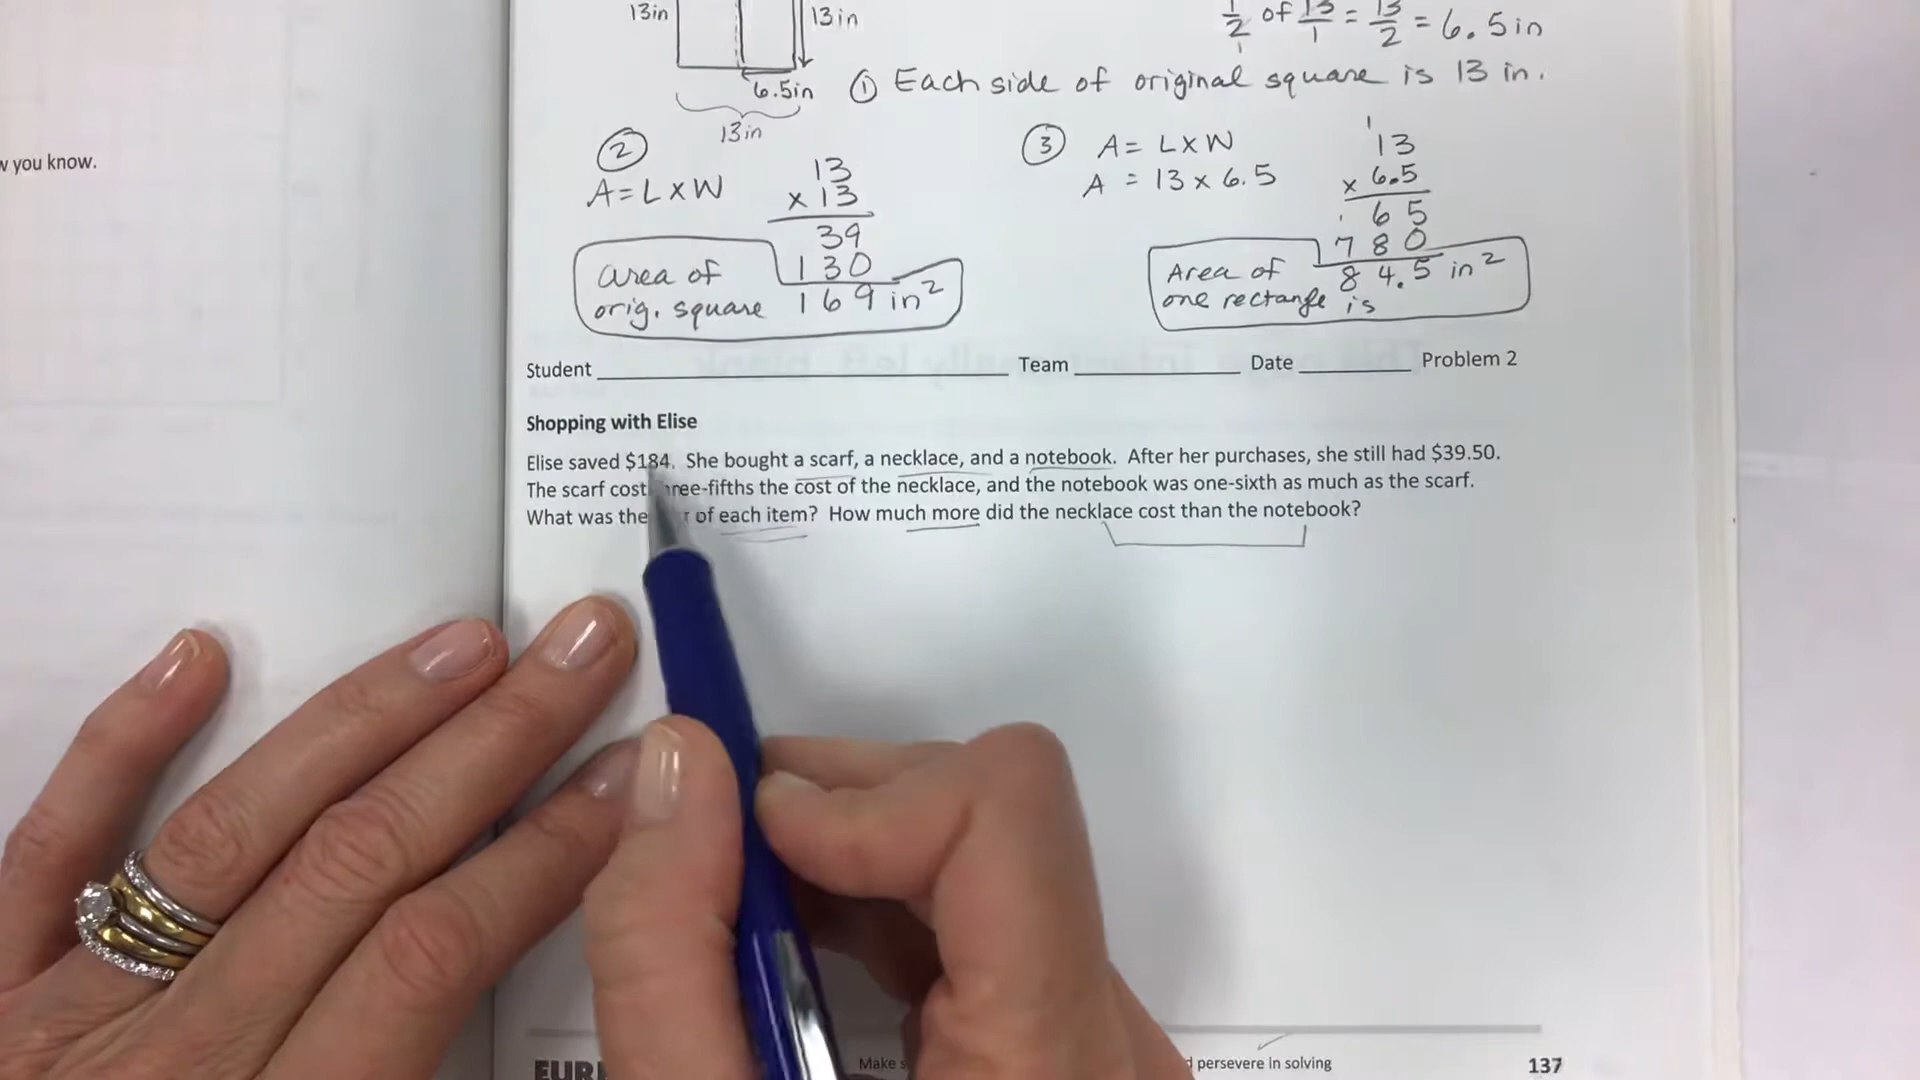 13in
13in
6.5in
13in
1/2 of 13/1 = 13/2 = 6.5in
① Each side of original square is 13 in.
w you know.
②
A = L x W
13
x 13
39
130
169 in²
area of
orig. square
③ A = L x W
A = 13 x 6.5
1
13
x 6.5
65
780
84.5 in²
Area of
one rectangle is
Student Team Date Problem 2
Shopping with Elise
Elise saved $184. She bought a scarf, a necklace, and a notebook. After her purchases, she still had $39.50.
The scarf cost three-fifths the cost of the necklace, and the notebook was one-sixth as much as the scarf.
What was the of each item? How much more did the necklace cost than the notebook?
EUR
Make
persevere in solving
137